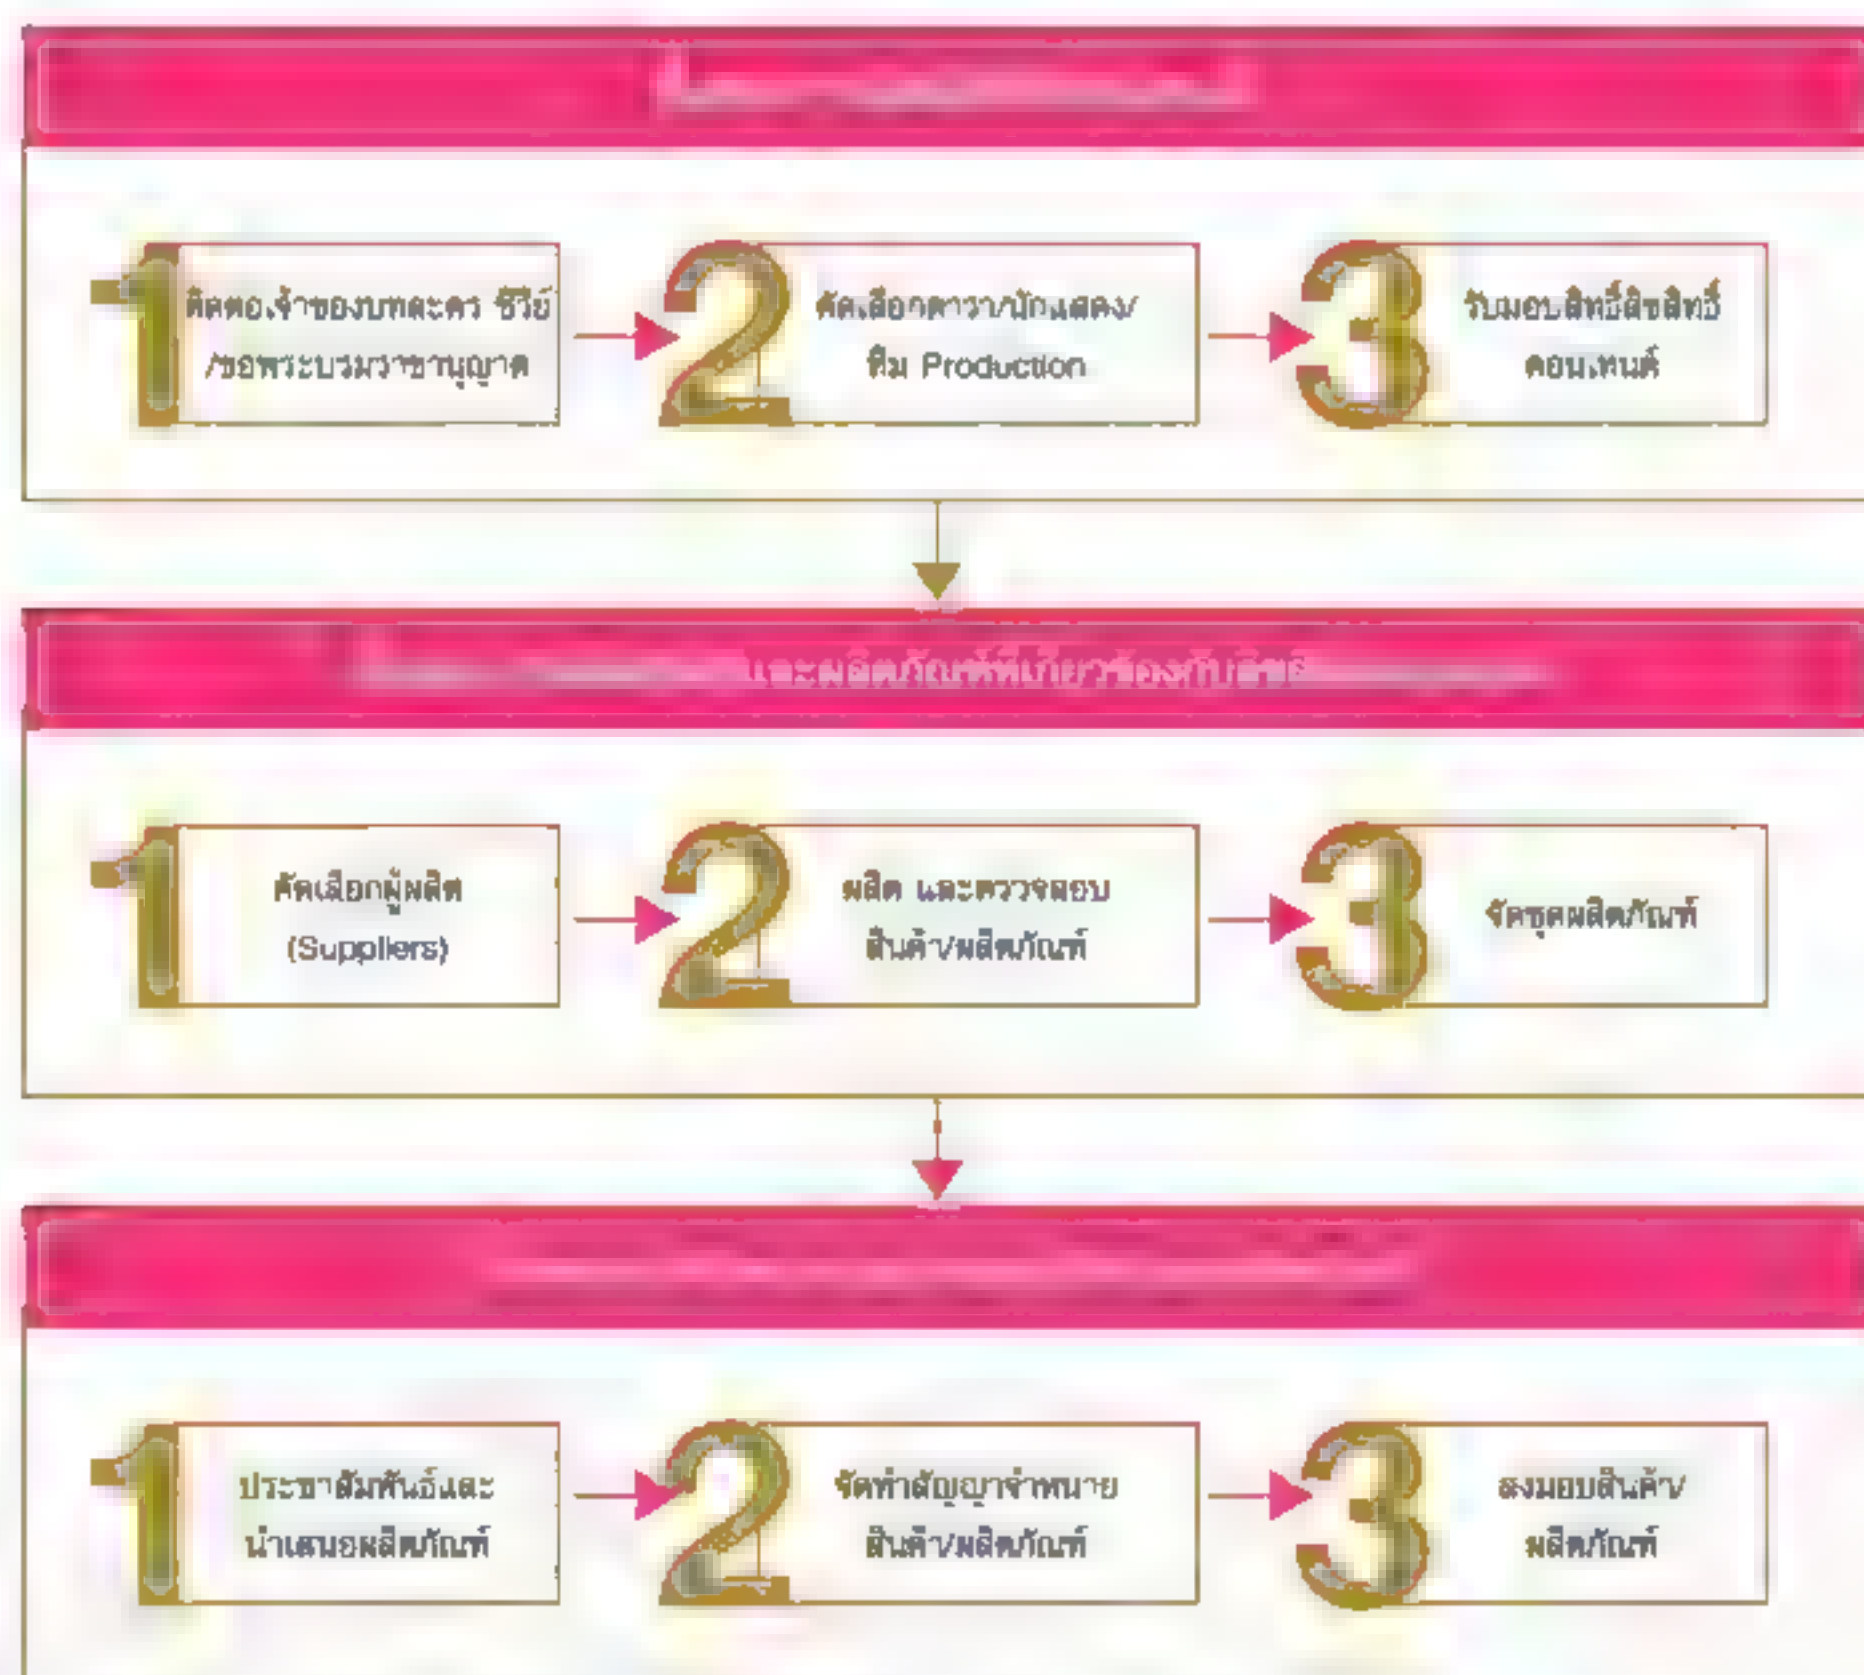 1
ติดต่อเจ้าของบทละคร ซีรีย์
/ขอพระบรมราชานุญาต
2
คัดเลือกดารา/นักแสดง/
ทีม Production
3
รับมอบสิทธิ์ลิขสิทธิ์
คอนเทนต์
และผลิตภัณฑ์ที่เกี่ยวข้องกับลิขสิ
1
คัดเลือกผู้ผลิต
(Suppliers)
2
ผลิต และตรวจสอบ
สินค้า/ผลิตภัณฑ์
3
จัดชุดผลิตภัณฑ์
1
ประชาสัมพันธ์และ
นำเสนอผลิตภัณฑ์
2
จัดทำสัญญาจำหน่าย
สินค้า/ผลิตภัณฑ์
3
ส่งมอบสินค้า/
ผลิตภัณฑ์